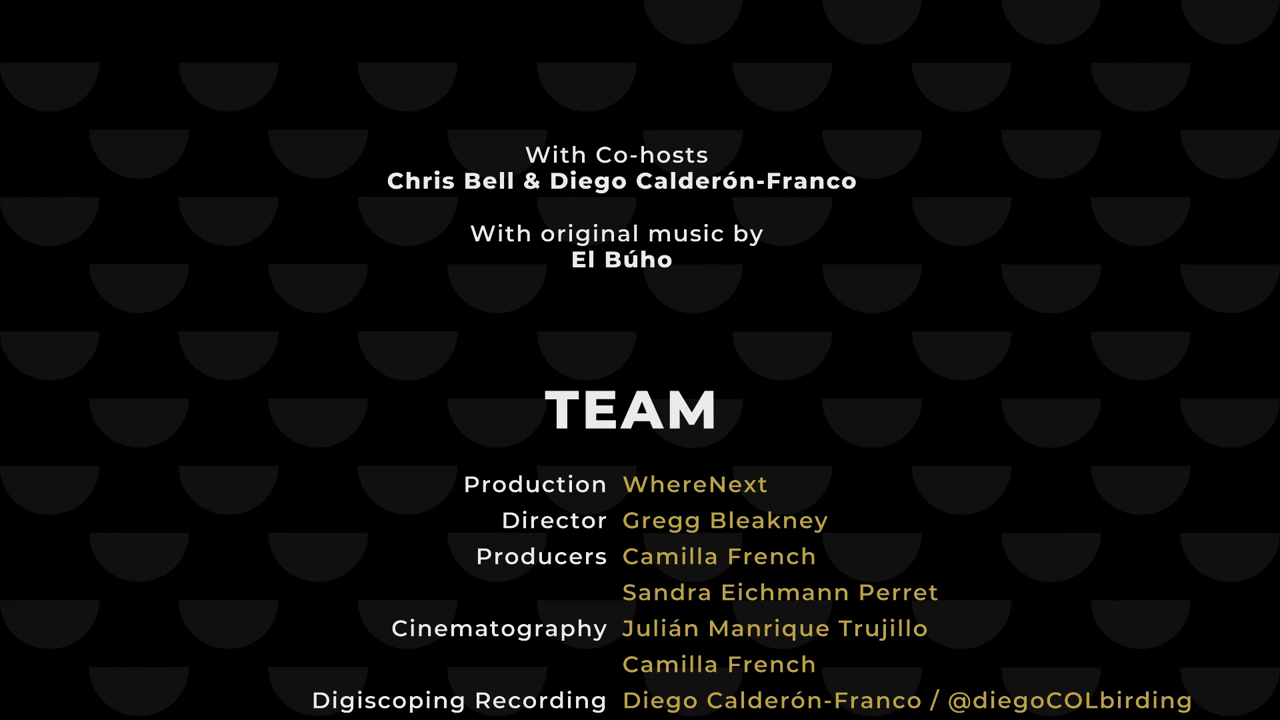 With Co-hosts
Chris Bell & Diego Calderón-Franco
With original music by
El Búho
TEAM
Production WhereNext
Director Gregg Bleakney
Producers Camilla French
Sandra Eichmann Perret
Cinematography Julián Manrique Trujillo
Camilla French
Digiscoping Recording Diego Calderón-Franco / @diegoCOLbirding